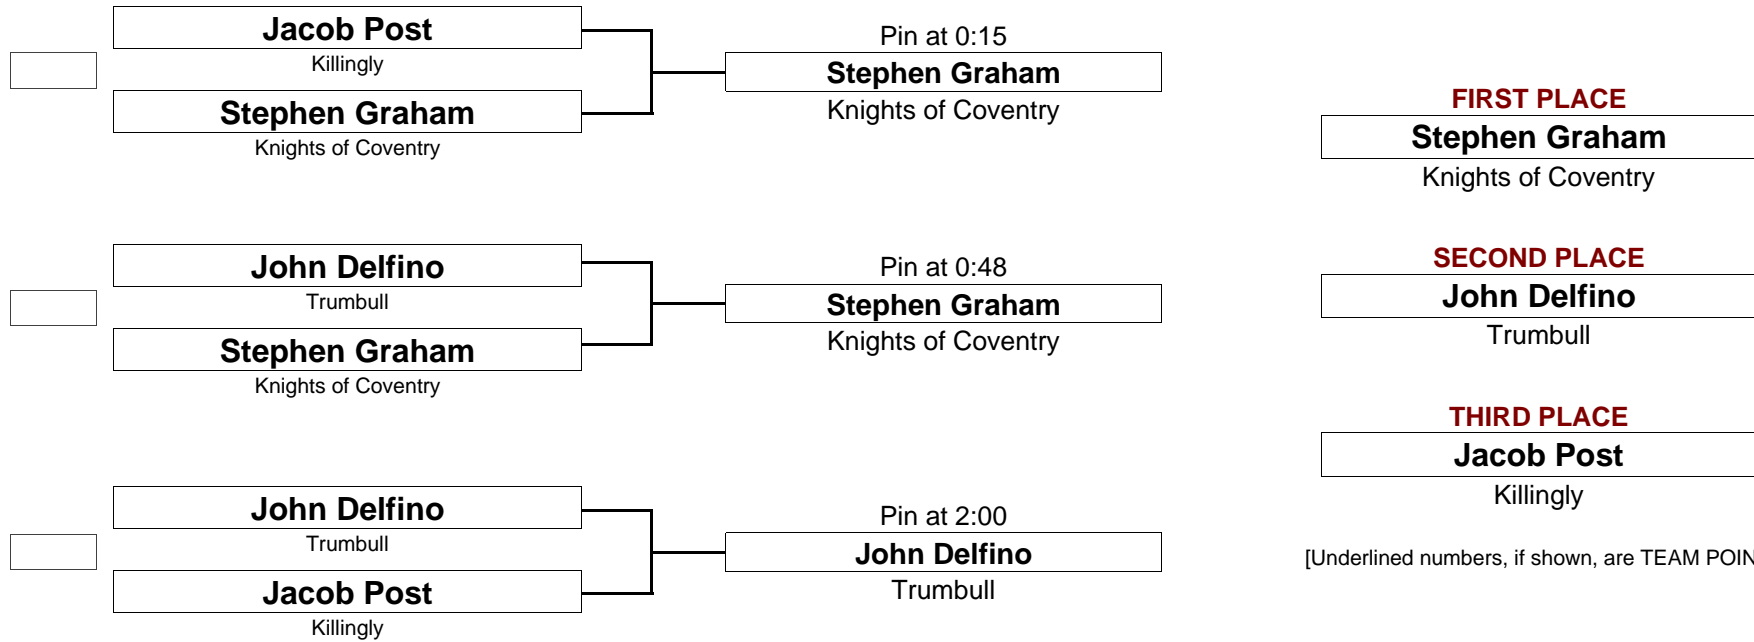 Jacob Post
Killingly
Stephen Graham
Knights of Coventry
Pin at 0:15
Stephen Graham
Knights of Coventry
John Delfino
Trumbull
Stephen Graham
Knights of Coventry
Pin at 0:48
Stephen Graham
Knights of Coventry
John Delfino
Trumbull
Jacob Post
Killingly
Pin at 2:00
John Delfino
Trumbull
FIRST PLACE
Stephen Graham
Knights of Coventry
SECOND PLACE
John Delfino
Trumbull
THIRD PLACE
Jacob Post
Killingly
[Underlined numbers, if shown, are TEAM POIN